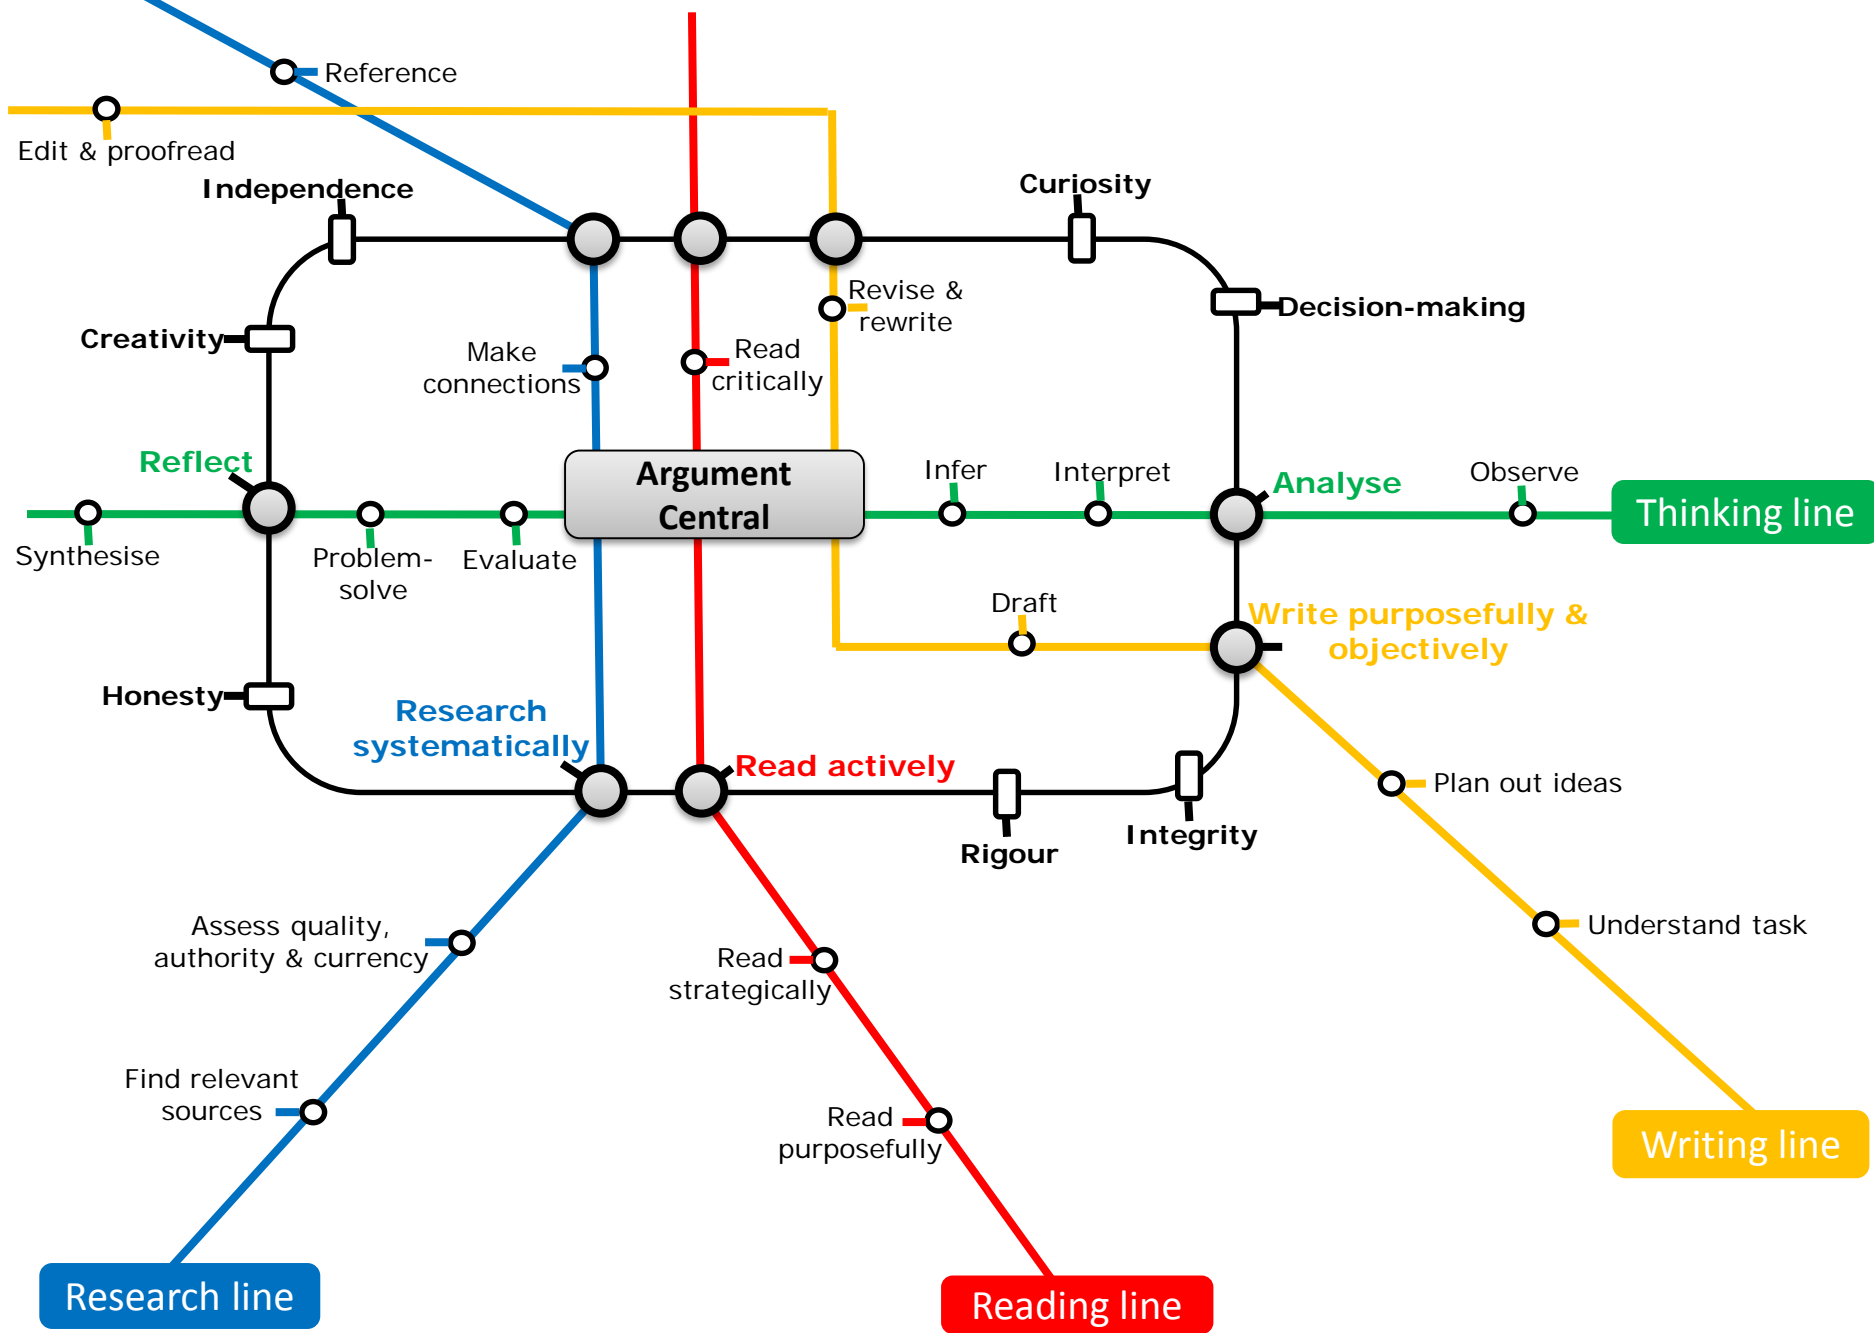 Reference
Edit & proofread
Independence
Curiosity
Revise &
rewrite
Decision-making
Creativity
Make
connections
Read
critically
Reflect
Argument
Central
Infer
Interpret
Analyse
Observe
Thinking line
Synthesise
Problem-
solve
Evaluate
Draft
Write purposefully &
objectively
Honesty
Research
systematically
Read actively
Plan out ideas
Rigour
Integrity
Assess quality,
authority & currency
Read
strategically
Understand task
Find relevant
sources
Read
purposefully
Writing line
Research line
Reading line